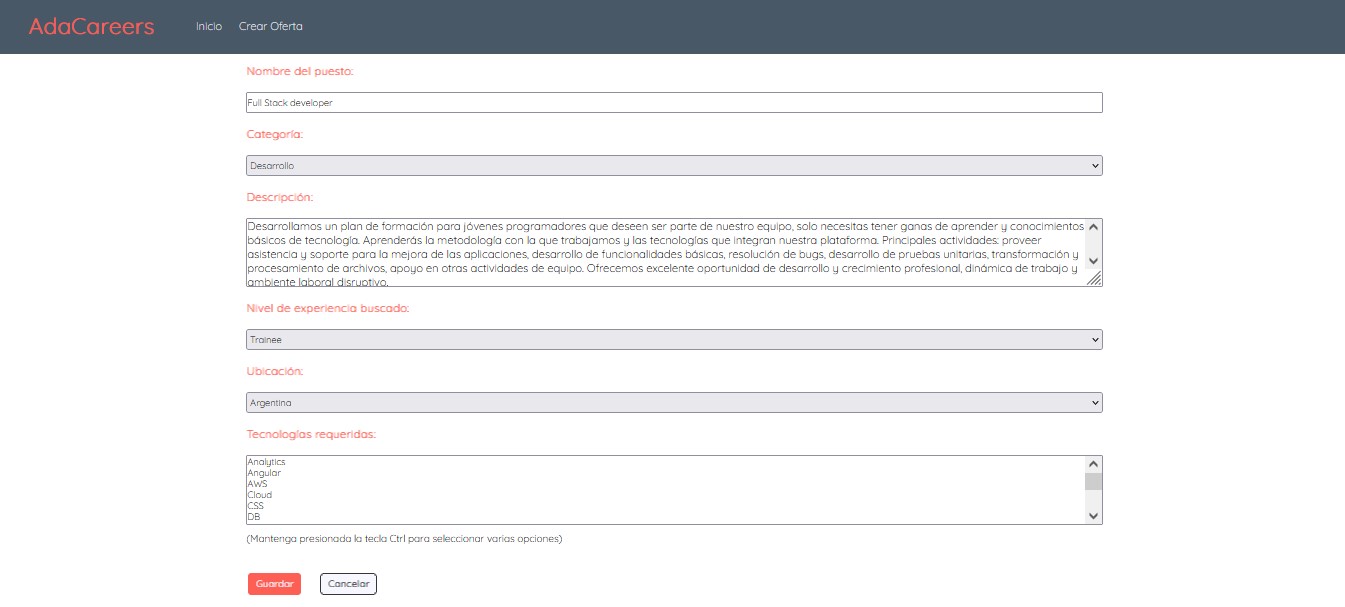 AdaCareers
Inicio
Crear Oferta
Nombre del puesto:
Full Stack developer
Categoría:
Desarrollo
Descripción:
Desarrollamos un plan de formación para jóvenes programadores que deseen ser parte de nuestro equipo, solo necesitas tener ganas de aprender y conocimientos
básicos de tecnología. Aprenderás la metodología con la que trabajamos y las tecnologías que integran nuestra plataforma. Principales actividades: proveer
asistencia y soporte para la mejora de las aplicaciones, desarrollo de funcionalidades básicas, resolución de bugs, desarrollo de pruebas unitarias, transformación y
procesamiento de archivos, apoyo en otras actividades de equipo. Ofrecemos excelente oportunidad de desarrollo y crecimiento profesional, dinámica de trabajo y
ambiente laboral disruptivo.
Nivel de experiencia buscado:
Trainee
Ubicación:
Argentina
Tecnologías requeridas:
Analytics
Angular
AWS
Cloud
CSS
DB
(Mantenga presionada la tecla Ctrl para seleccionar varias opciones)
Guardar
Cancelar